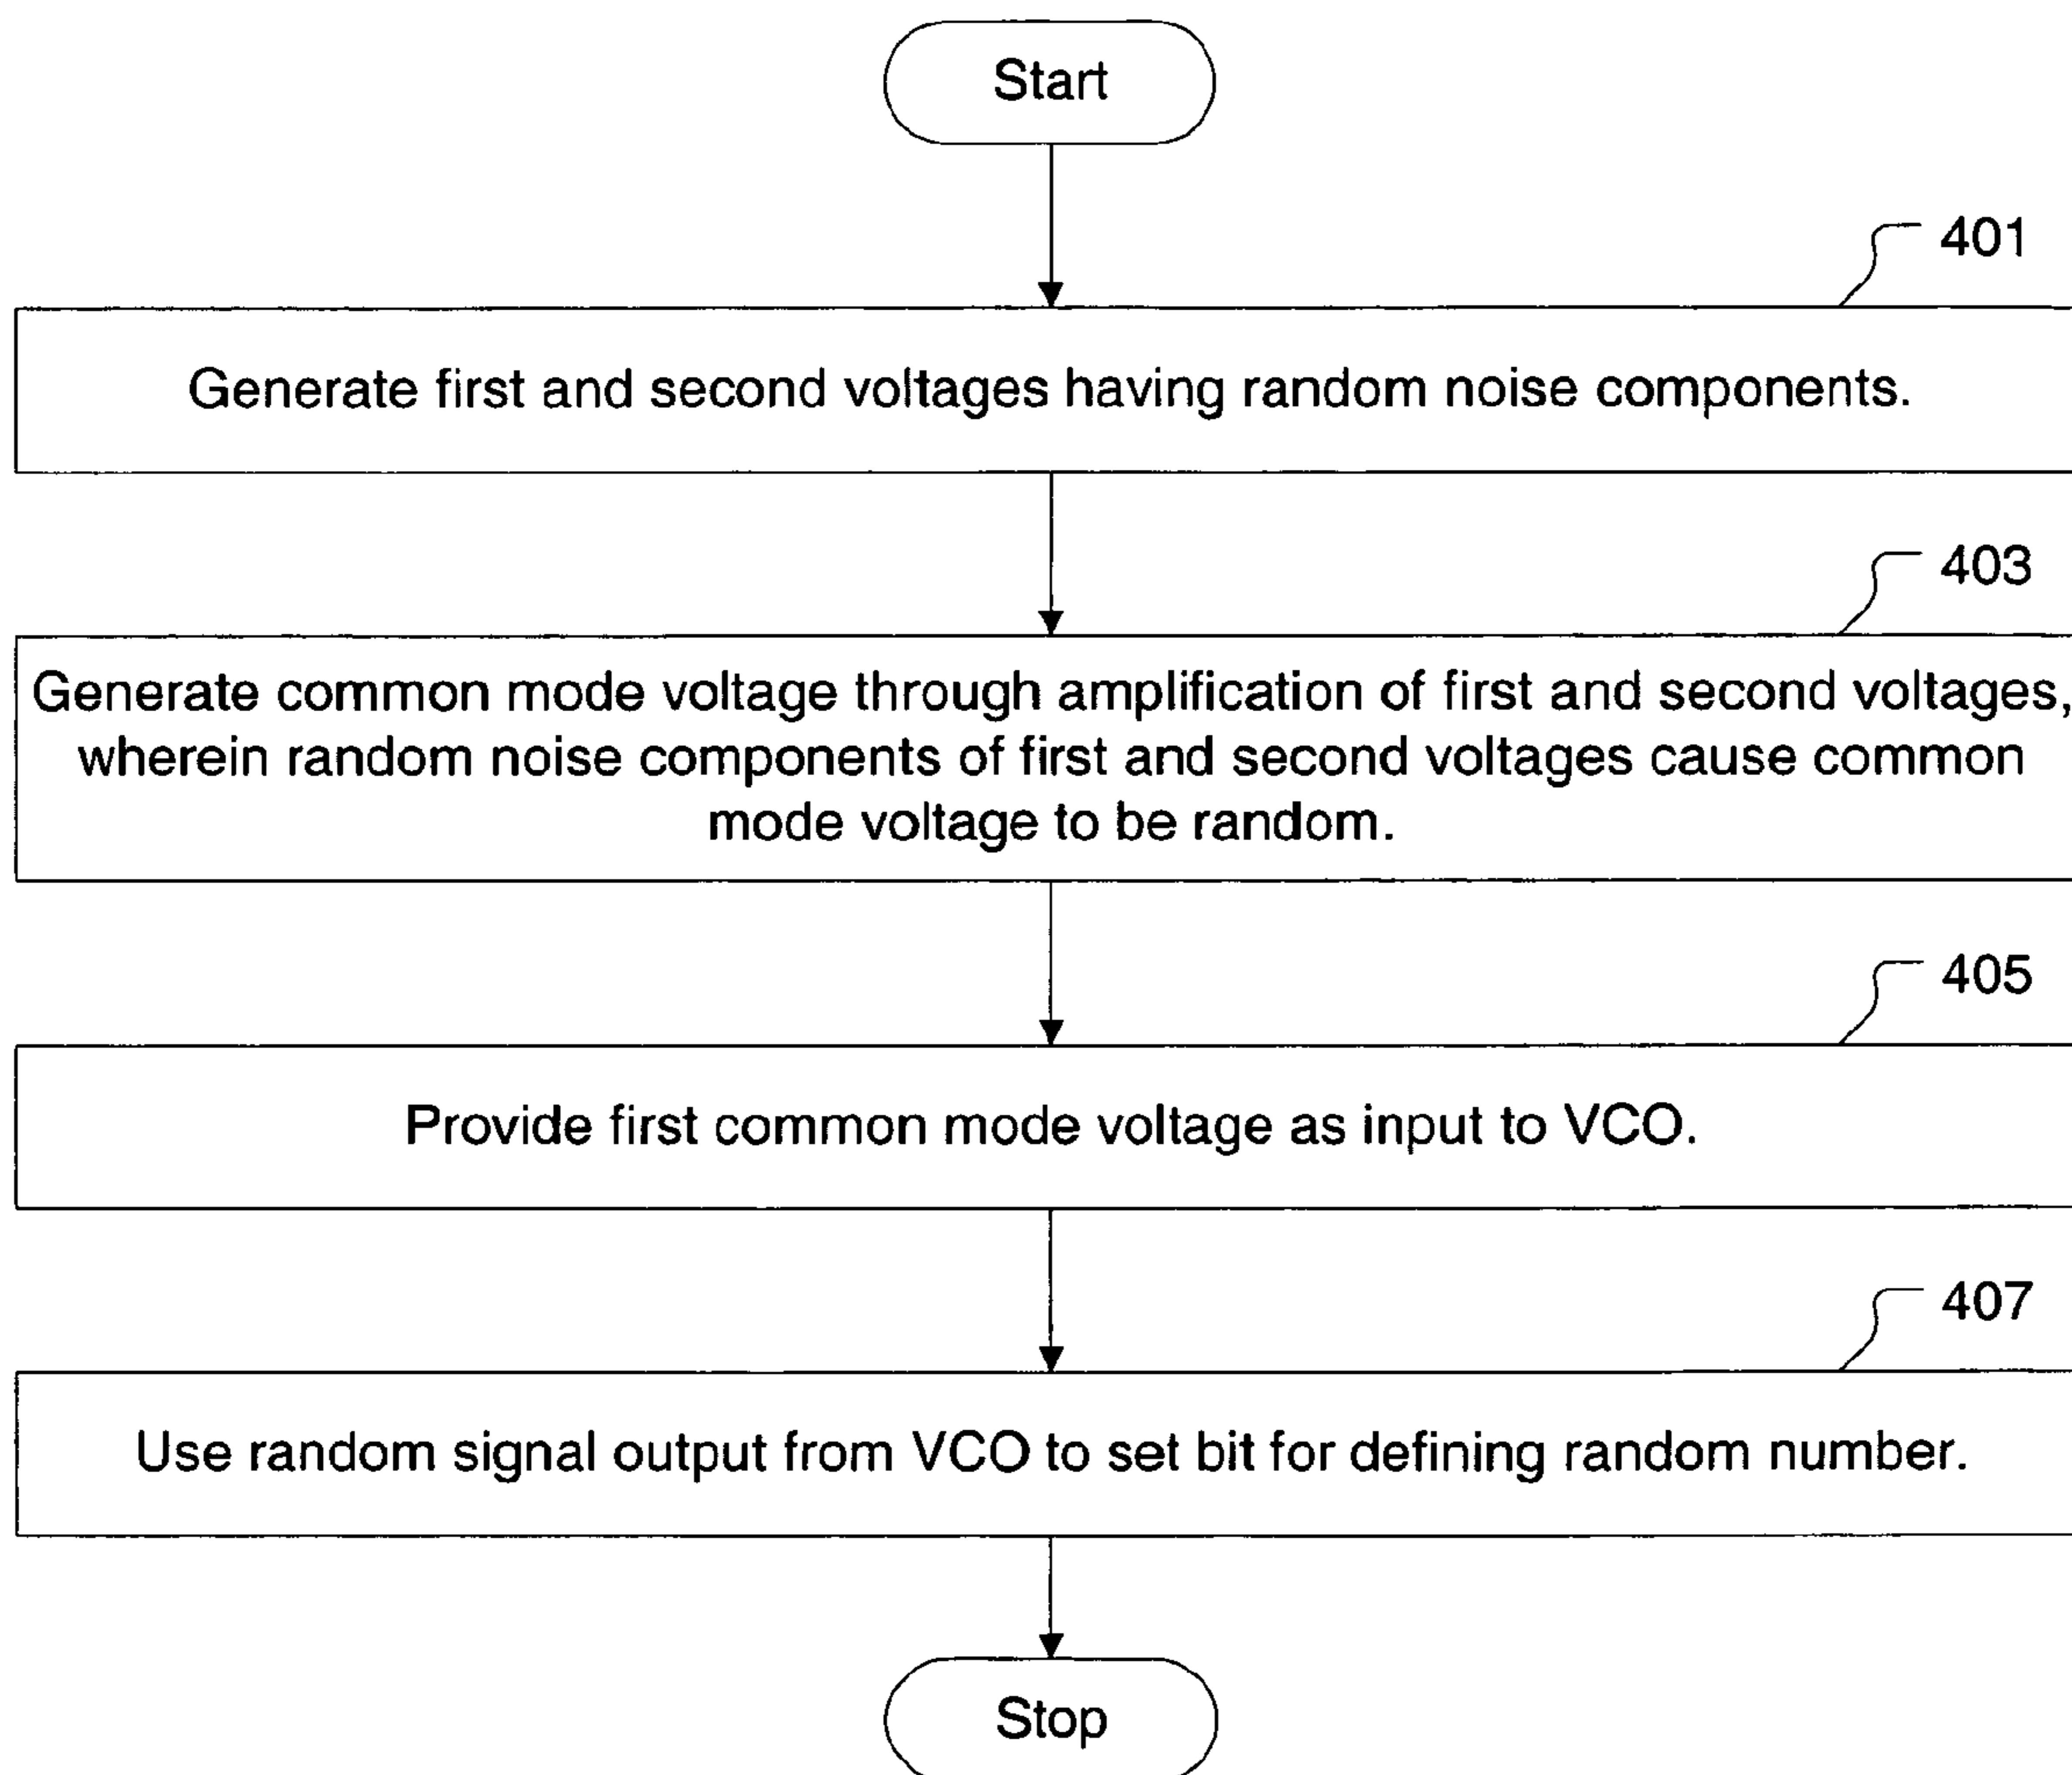 Start
401
Generate first and second voltages having random noise components.
403
Generate common mode voltage through amplification of first and second voltages,
wherein random noise components of first and second voltages cause common
mode voltage to be random.
405
Provide first common mode voltage as input to VCO.
407
Use random signal output from VCO to set bit for defining random number.
Stop